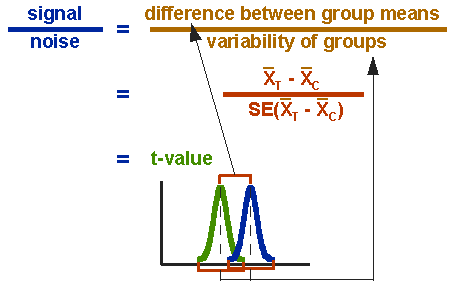 signal = difference between group means
noise variability of groups
= X̅T - X̅C
SE(X̅T - X̅C)
= t-value